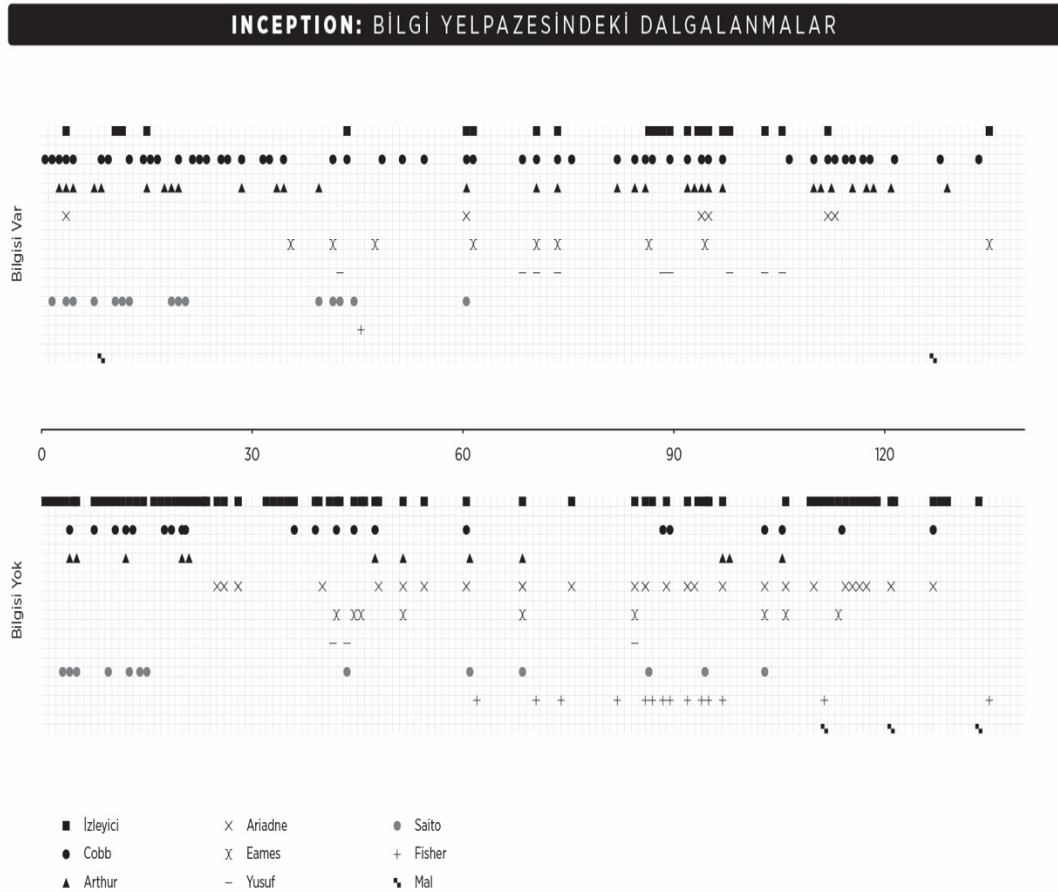 INCEPTION: BİLGİ YELPAZESİNDEKİ DALGALANMALAR
Bilgisi Var
0 30 60 90 120
Bilgisi Yok
İzleyici Ariadne Saito
Cobb Eames Fisher
Arthur Yusuf Mal